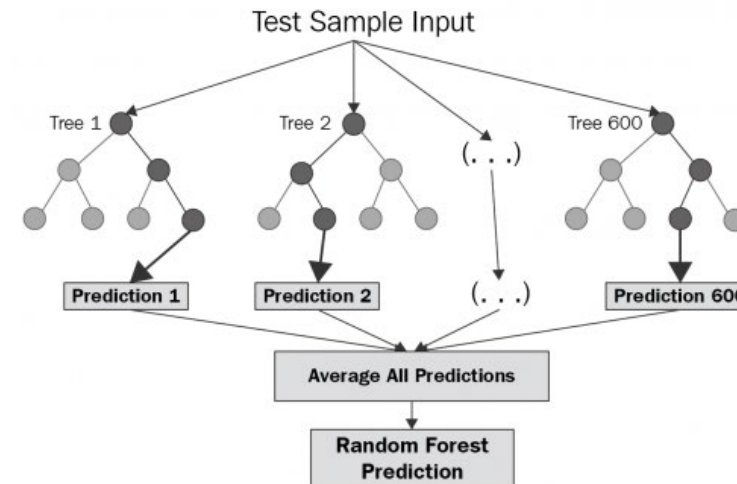 Test Sample Input
Tree 1
Tree 2
Tree 600
(. . .)
Prediction 1
Prediction 2
(. . .)
Prediction 600
Average All Predictions
Random Forest
Prediction